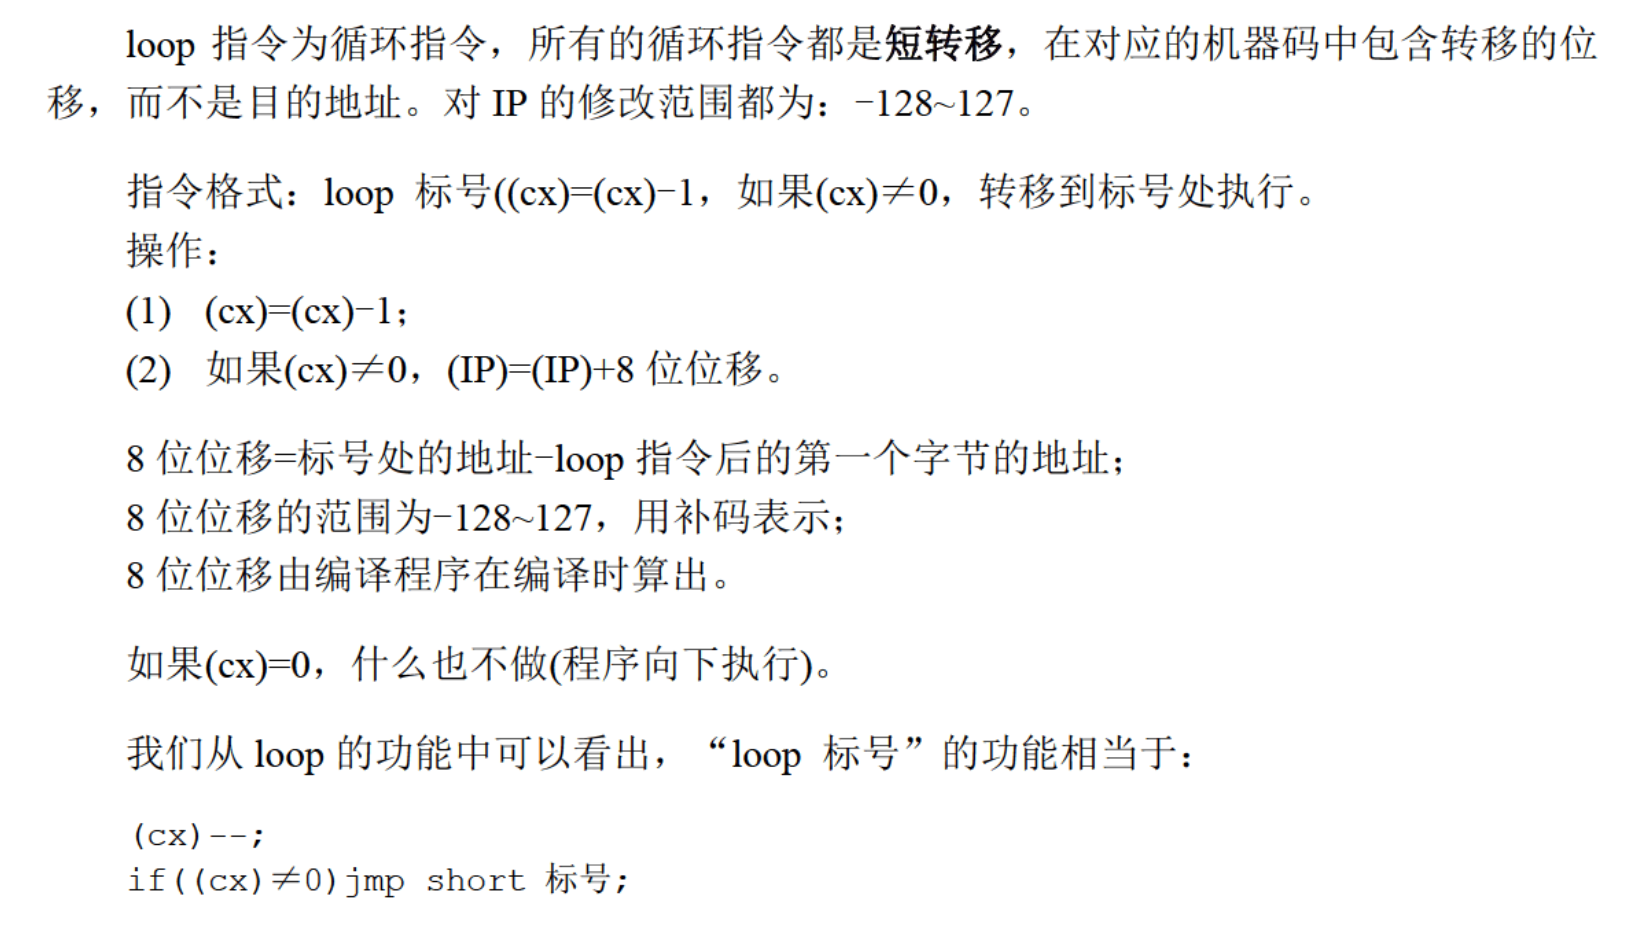 loop 指令为循环指令，所有的循环指令都是短转移，在对应的机器码中包含转移的位
移，而不是目的地址。对 IP 的修改范围都为：-128~127。
指令格式：loop 标号((cx)=(cx)-1，如果(cx)≠0，转移到标号处执行。
操作：
(1) (cx)=(cx)-1；
(2) 如果(cx)≠0，(IP)=(IP)+8 位位移。
8 位位移=标号处的地址-loop 指令后的第一个字节的地址；
8 位位移的范围为-128~127，用补码表示；
8 位位移由编译程序在编译时算出。
如果(cx)=0，什么也不做(程序向下执行)。
我们从 loop 的功能中可以看出，“loop 标号”的功能相当于：
(cx)--;
if((cx)≠0)jmp short 标号;